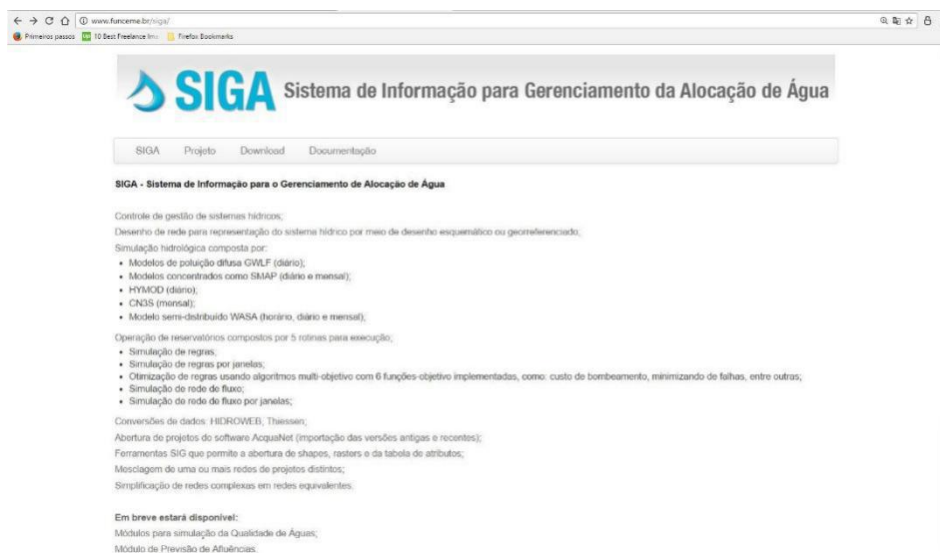 www.funceme.br/siga/
Primeiros passos 10 Best Freelance Firefox Bookmarks
SIGA Sistema de Informação para Gerenciamento da Alocação de Água
SIGA Projeto Download Documentação
SIGA - Sistema de Informação para o Gerenciamento de Alocação de Água
Controle de gestão de sistemas hídricos;
Desenho de rede para representação do sistema hídrico por meio de desenho esquemático ou georreferenciado;
Simulação hidrológica composta por:
• Modelos de poluição difusa GWLF (diário);
• Modelos concentrados como SMAP (diário e mensal);
• HYMOD (diário);
• CN3S (mensal);
• Modelo semi-distribuído WASA (horário, diário e mensal);
Operação de reservatórios compostos por 5 rotinas para execução;
• Simulação de regras;
• Simulação de regras por janelas;
• Otimização de regras usando algoritmos multi-objetivo com 6 funções-objetivo implementadas, como: custo de bombeamento, minimizando de falhas, entre outras;
• Simulação de rede de fluxo;
• Simulação de rede de fluxo por janelas;
Conversões de dados: HIDROWEB, Thiessen;
Abertura de projetos do software AcquaNet (importação das versões antigas e recentes);
Ferramentas SIG que permite a abertura de shapes, rasters e da tabela de atributos;
Mesclagem de uma ou mais redes de projetos distintos;
Simplificação de redes complexas em redes equivalentes.
Em breve estará disponível:
Módulos para simulação da Qualidade de Águas;
Módulo de Previsão de Afluências.